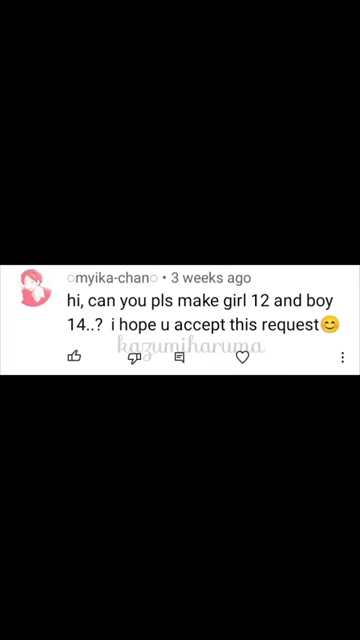 ○myika-chan○ • 3 weeks ago
hi, can you pls make girl 12 and boy
14..? i hope u accept this request😊
kazumiharuma